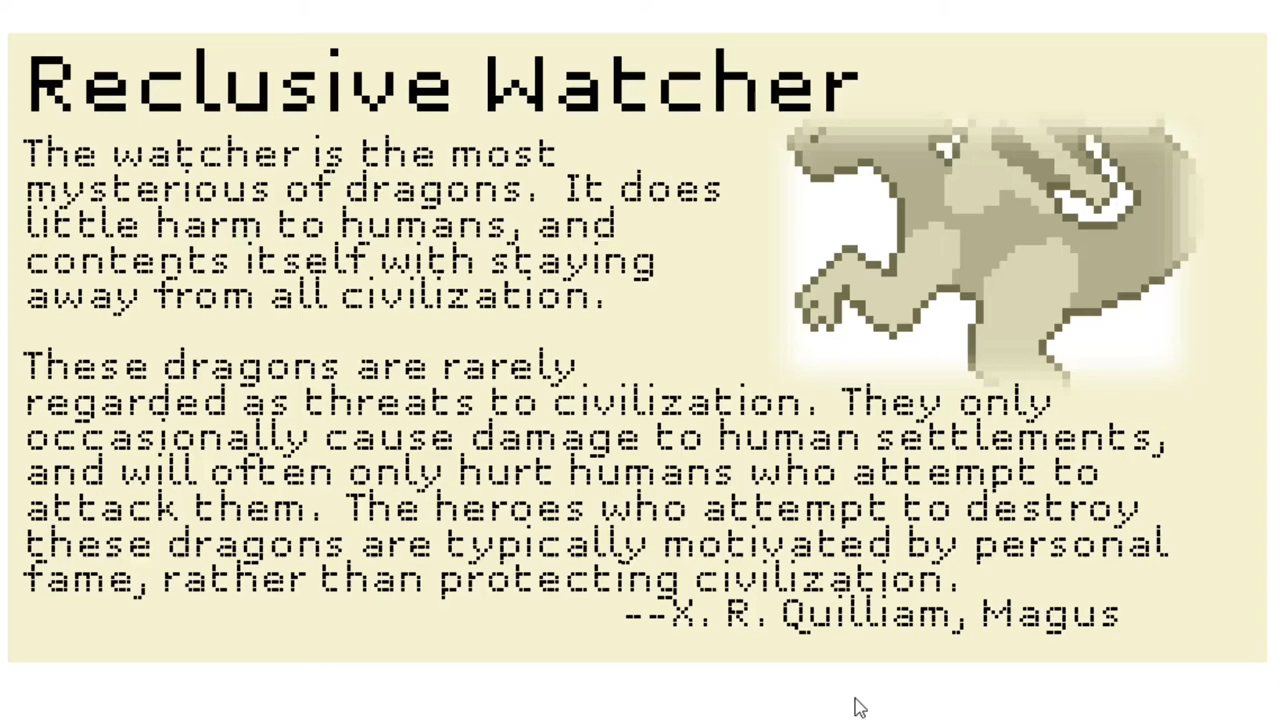 Reclusive Watcher
The watcher is the most
mysterious of dragons. It does
little harm to humans, and
contents itself with staying
away from all civilization.
These dragons are rarely
regarded as threats to civilization. They only
occasionally cause damage to human settlements,
and will often only hurt humans who attempt to
attack them. The heroes who attempt to destroy
these dragons are typically motivated by personal
fame, rather than protecting civilization.
--X. R. Quilliam, Magus